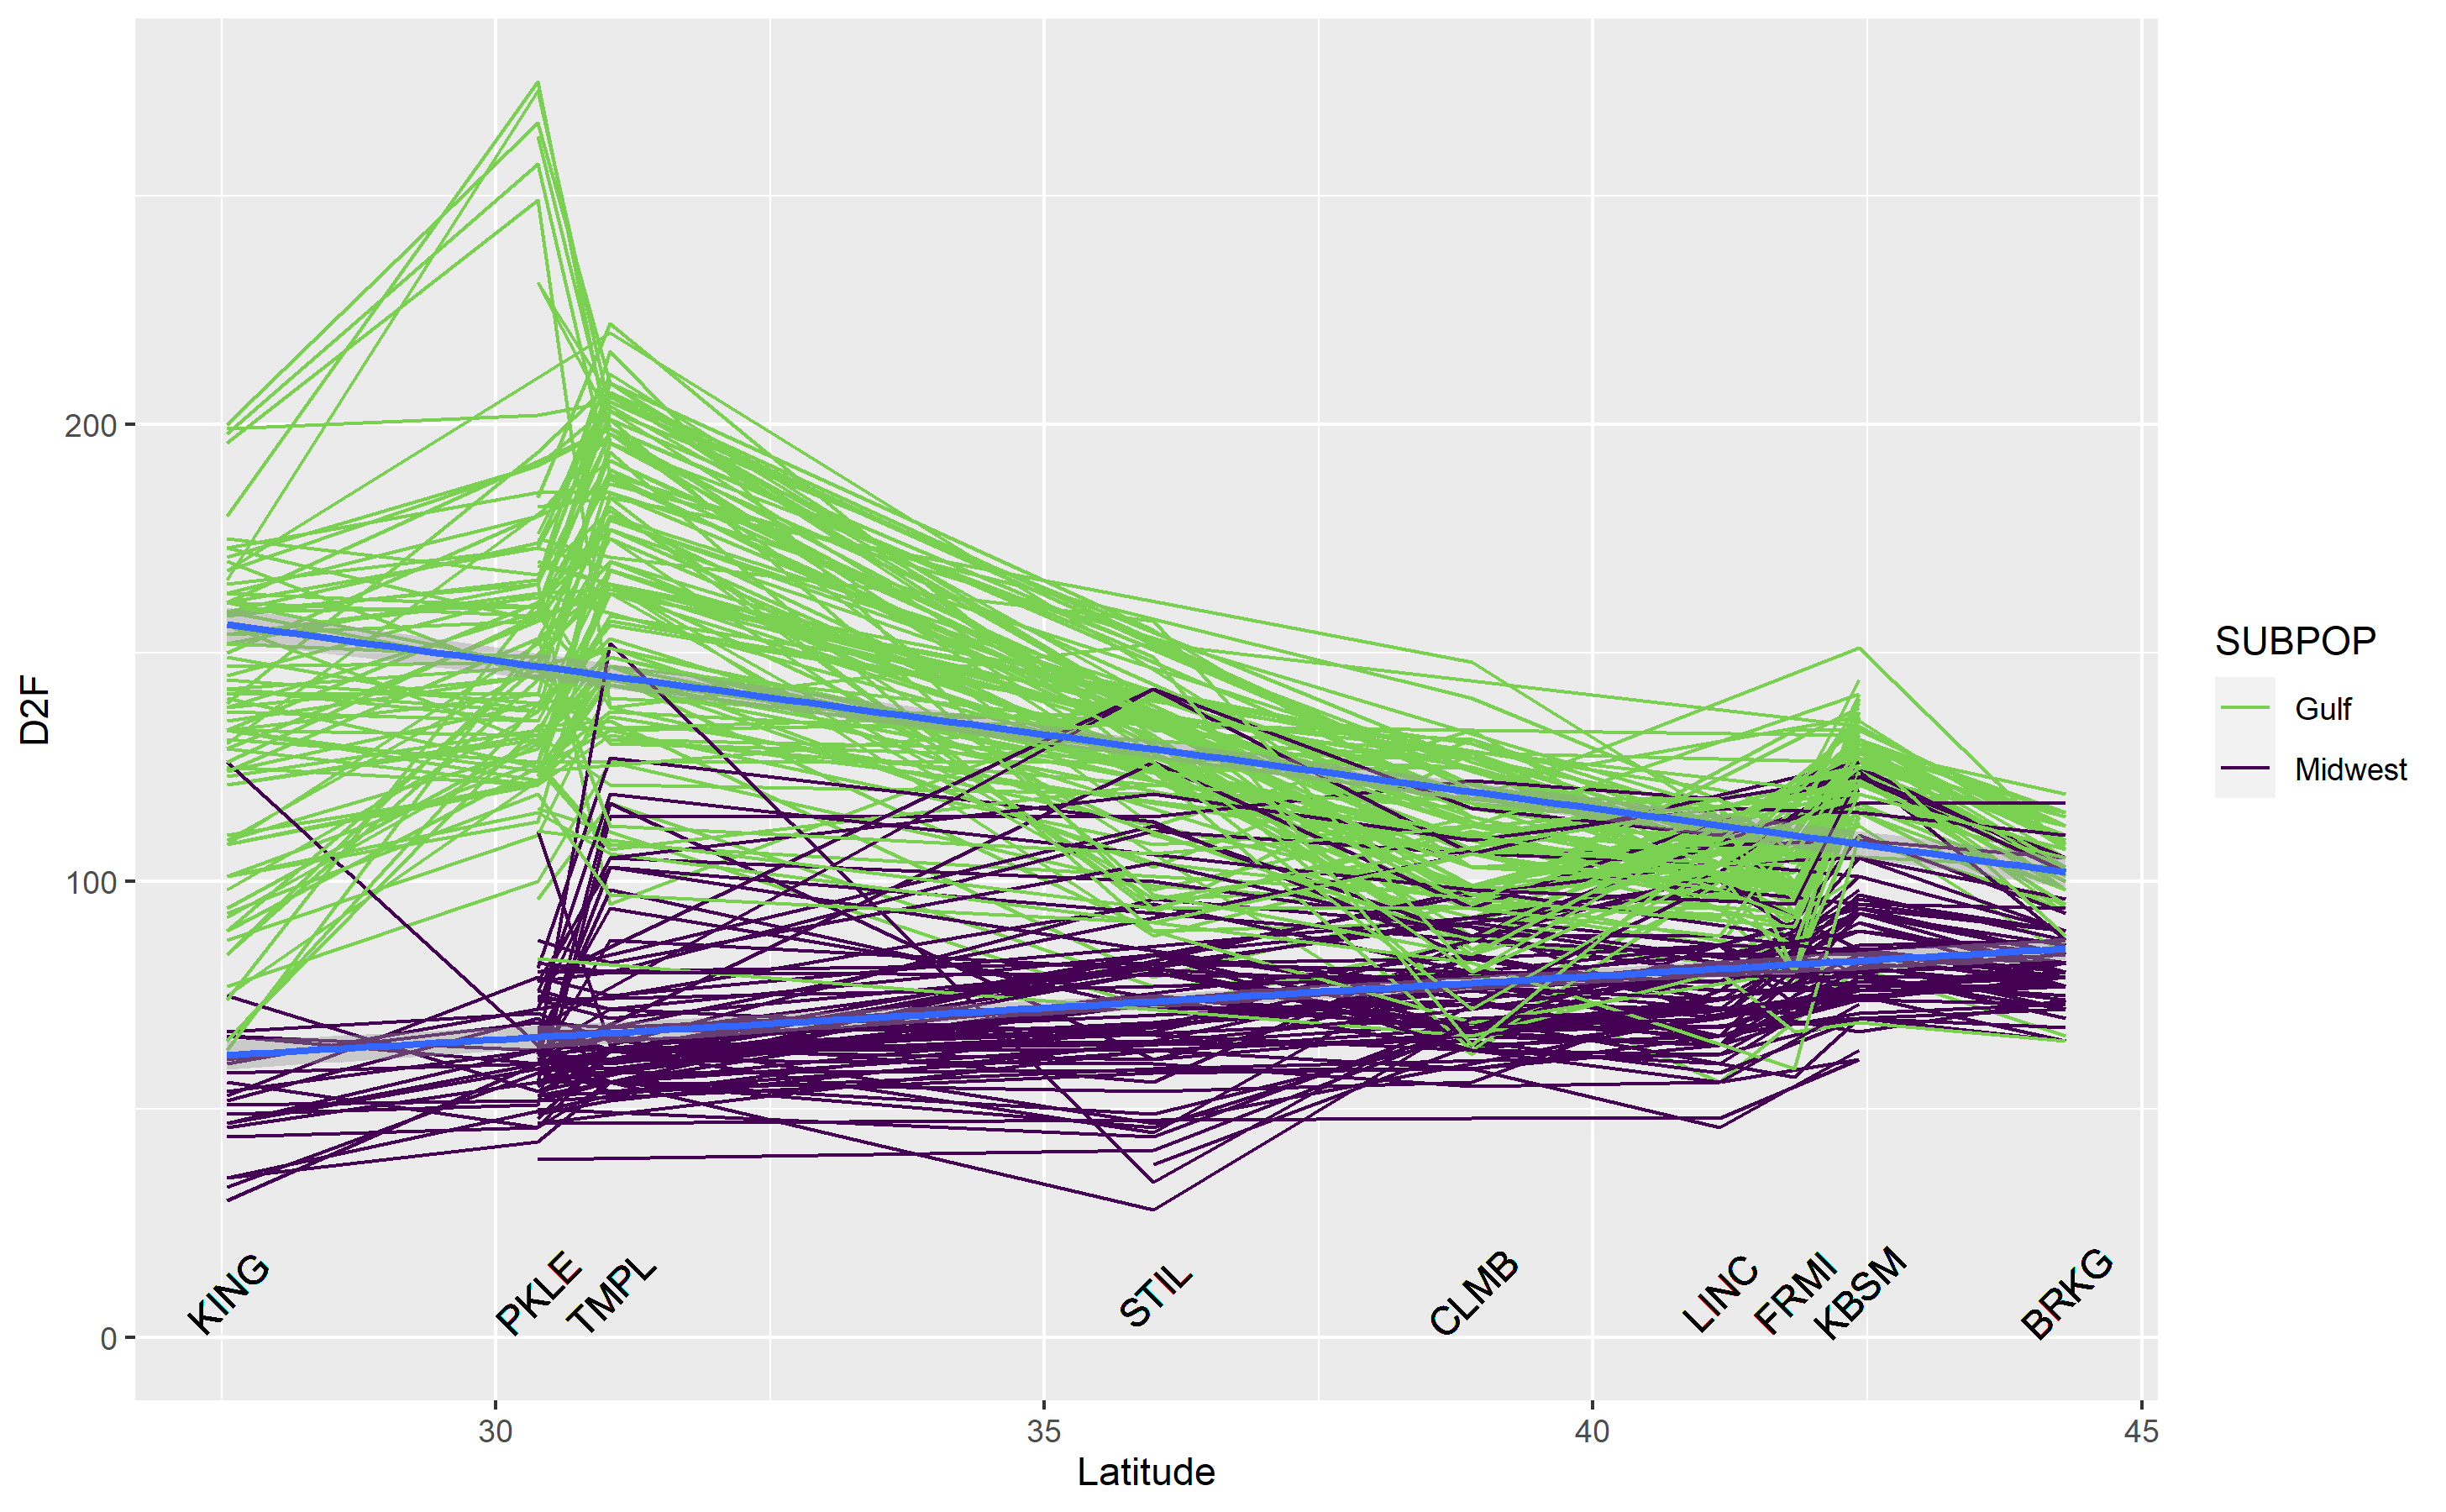 200
100
0
D2F
KING
PKLE
TMPL
STIL
CLMB
LINC
FRMI
KBSM
BRKG
30
35
40
45
Latitude
SUBPOP
Gulf
Midwest